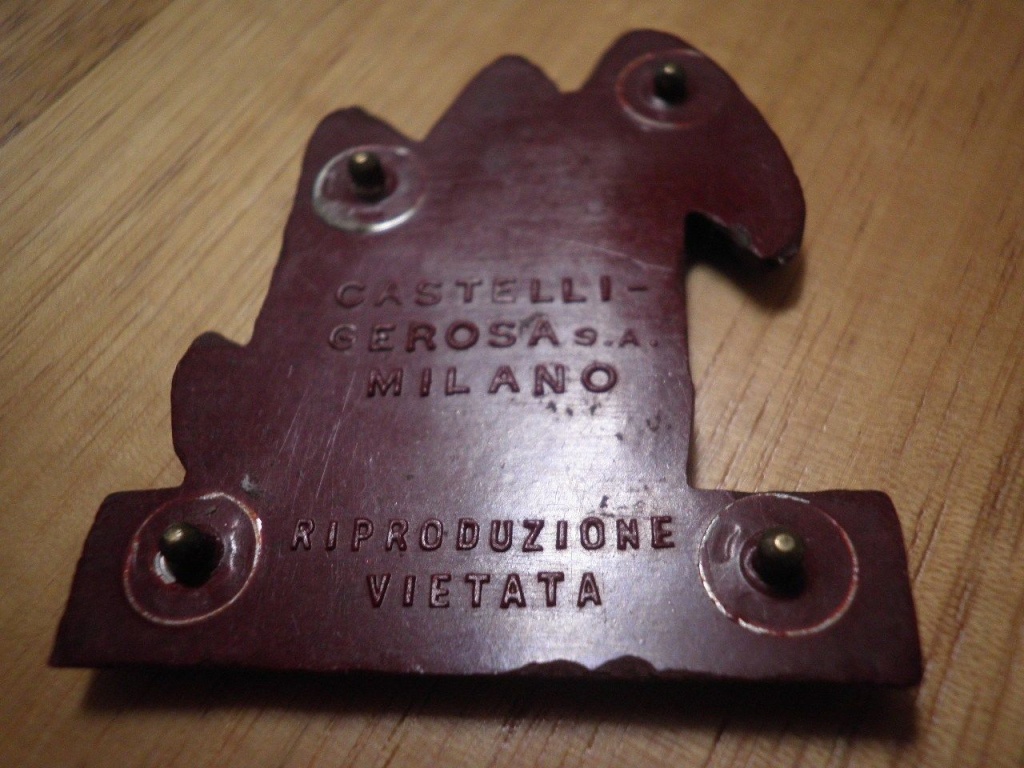 CASTELLI-
GEROSA S.A.
MILANO
RIPRODUZIONE
VIETATA